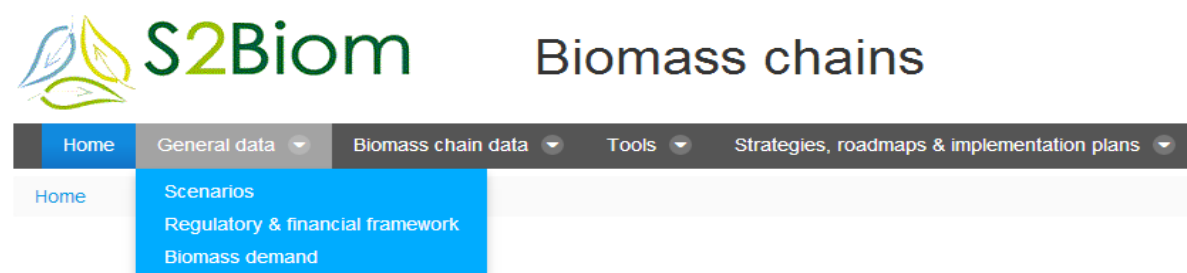 S2Biom Biomass chains
Home General data Biomass chain data Tools Strategies, roadmaps & implementation plans
Home
Scenarios
Regulatory & financial framework
Biomass demand